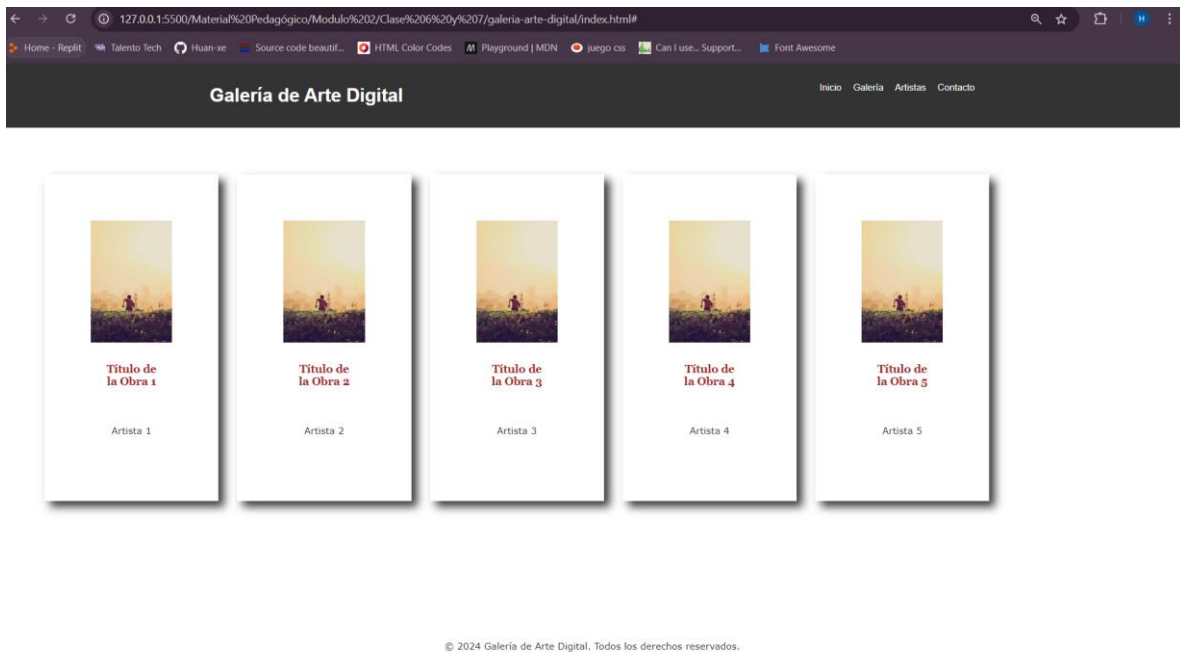 127.0.0.1:5500/Material%20Pedagógico/Modulo%202/Clase%206%20y%207/galeria-arte-digital/index.html#
H
Home - Replit Talento Tech Huan-xe Source code beautif... HTML Color Codes Playground | MDN juego css Can I use... Support... Font Awesome
Galería de Arte Digital
Inicio Galería Artistas Contacto
Título de
la Obra 1
Artista 1
Título de
la Obra 2
Artista 2
Título de
la Obra 3
Artista 3
Título de
la Obra 4
Artista 4
Título de
la Obra 5
Artista 5
© 2024 Galería de Arte Digital. Todos los derechos reservados.